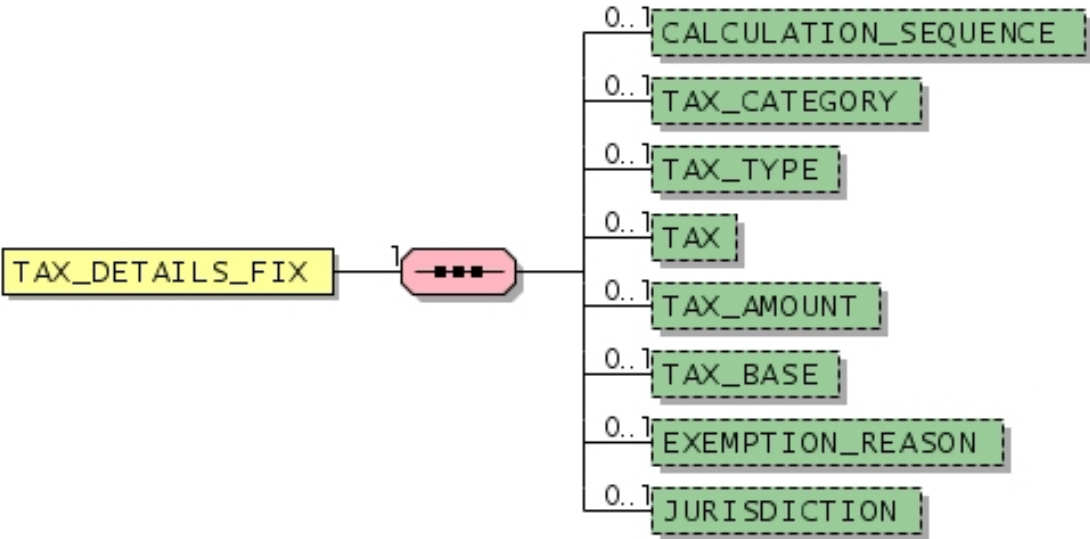 0..1
CALCULATION_SEQUENCE
0..1
TAX_CATEGORY
0..1
TAX_TYPE
0..1
TAX
TAX_DETAILS_FIX
1
0..1
TAX_AMOUNT
0..1
TAX_BASE
0..1
EXEMPTION_REASON
0..1
JURISDICTION